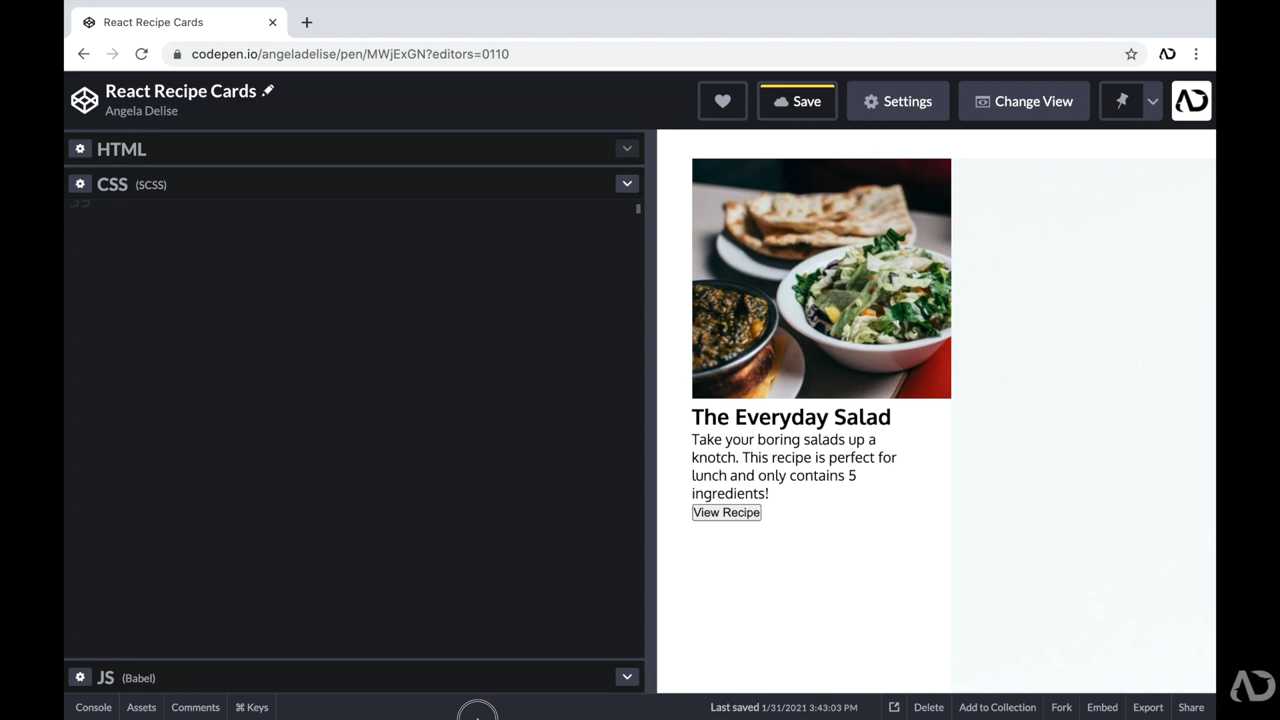 React Recipe Cards
codepen.io/angeladelise/pen/MWjExGN?editors=0110
React Recipe Cards
Angela Delise
Save
Settings
Change View
HTML
CSS (SCSS)
The Everyday Salad
Take your boring salads up a
knotch. This recipe is perfect for
lunch and only contains 5
ingredients!
View Recipe
JS (Babel)
Console
Assets
Comments
⌘ Keys
Last saved 1/31/2021 3:43:03 PM
Delete
Add to Collection
Fork
Embed
Export
Share